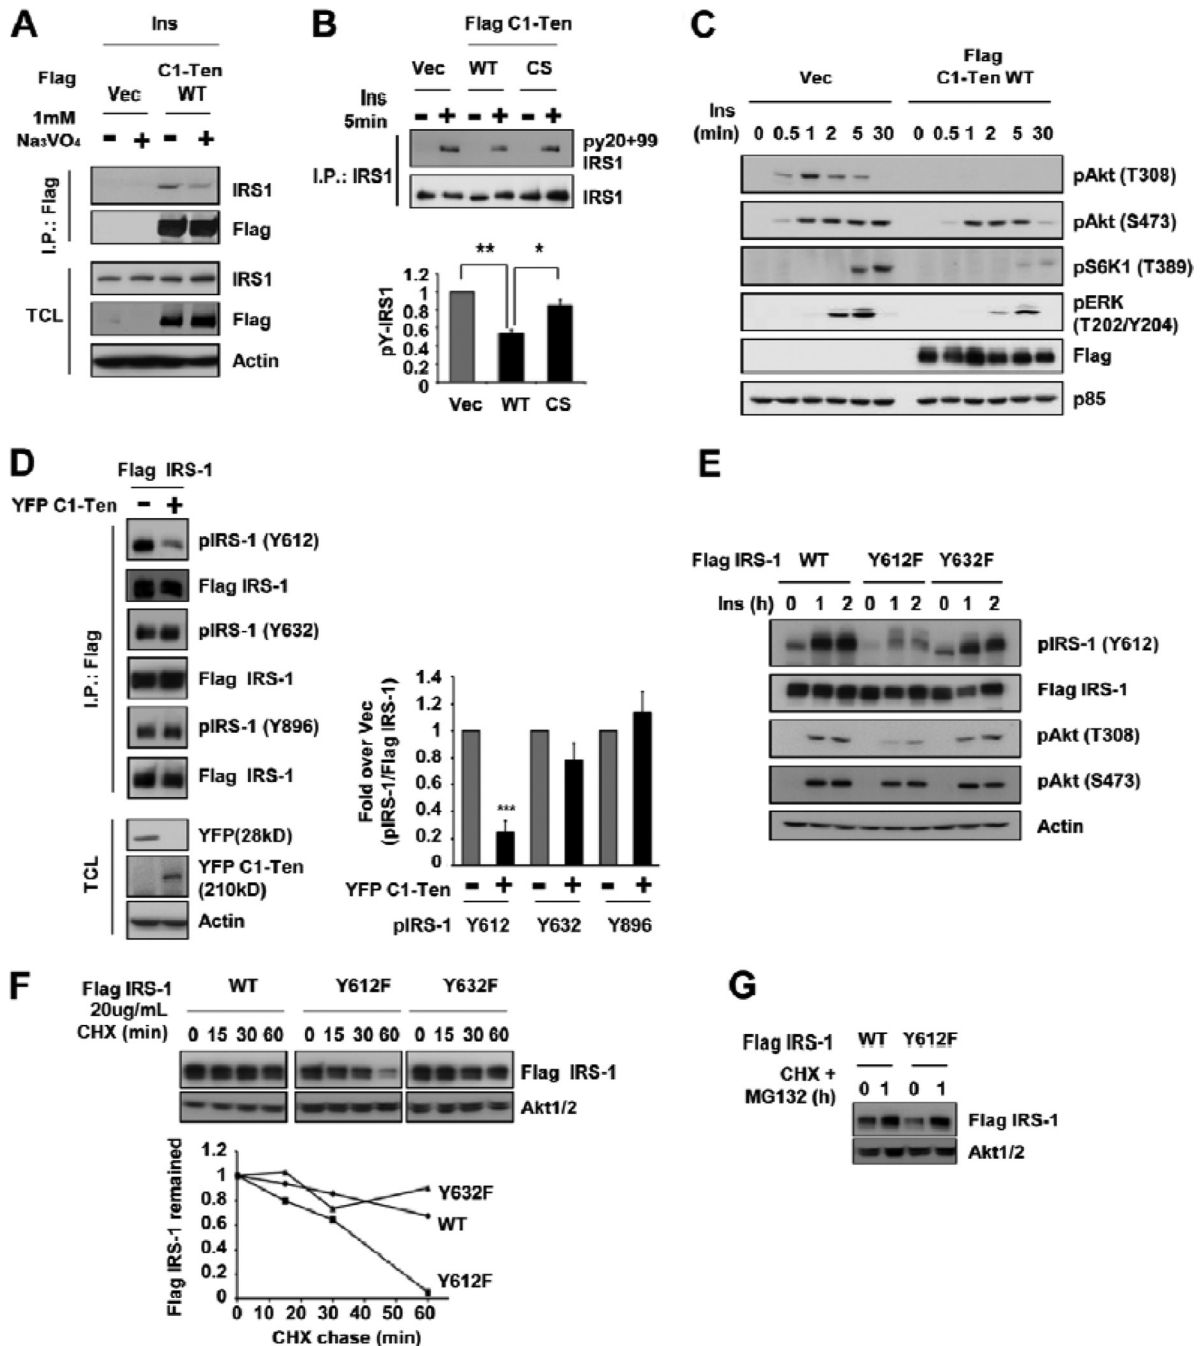 A
Ins
Flag
Vec
C1-Ten
WT
1mM
Na₃VO₄
- + - +
I.P.: Flag
IRS1
Flag
TCL
IRS1
Flag
Actin
B
Flag C1-Ten
Vec WT CS
Ins
5min
- + - + - +
I.P.: IRS1
py20+99
IRS1
IRS1
** *
pY-IRS1
1.2
1
0.8
0.6
0.4
0.2
0
Vec WT CS
C
Vec
Flag
C1-Ten WT
Ins
(min)
0 0.5 1 2 5 30 0 0.5 1 2 5 30
pAkt (T308)
pAkt (S473)
pS6K1 (T389)
pERK
(T202/Y204)
Flag
p85
D
Flag IRS-1
YFP C1-Ten - +
I.P.: Flag
pIRS-1 (Y612)
Flag IRS-1
pIRS-1 (Y632)
Flag IRS-1
pIRS-1 (Y896)
Flag IRS-1
TCL
YFP(28kD)
YFP C1-Ten
(210kD)
Actin
Fold over Vec
(pIRS-1/Flag IRS-1)
1.4
1.2
1
0.8
0.6
0.4
0.2
0
***
YFP C1-Ten - + - + - +
pIRS-1 Y612 Y632 Y896
E
Flag IRS-1 WT Y612F Y632F
Ins (h) 0 1 2 0 1 2 0 1 2
pIRS-1 (Y612)
Flag IRS-1
pAkt (T308)
pAkt (S473)
Actin
F
Flag IRS-1 WT Y612F Y632F
20ug/mL
CHX (min) 0 15 30 60 0 15 30 60 0 15 30 60
Flag IRS-1
Akt1/2
Flag IRS-1 remained
1.2
1
0.8
0.6
0.4
0.2
0
Y632F
WT
Y612F
0 10 20 30 40 50 60
CHX chase (min)
G
Flag IRS-1 WT Y612F
CHX +
MG132 (h) 0 1 0 1
Flag IRS-1
Akt1/2